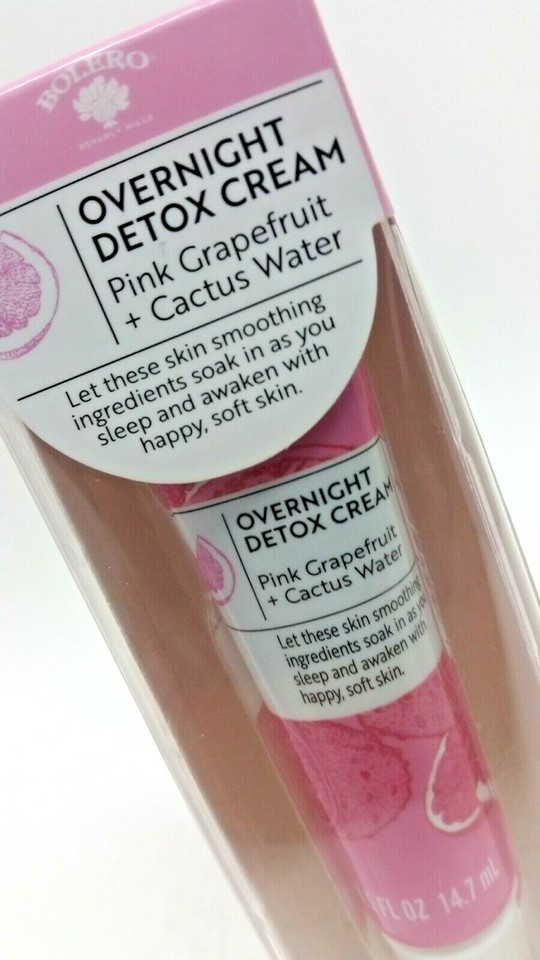 BOLERO
BEVERLY HILLS
OVERNIGHT
DETOX CREAM
Pink Grapefruit
+ Cactus Water
Let these skin smoothing
ingredients soak in as you
sleep and awaken with
happy, soft skin.
OVERNIGHT
DETOX CREAM
Pink Grapefruit
+ Cactus Water
Let these skin smoothing
ingredients soak in as you
sleep and awaken with
happy, soft skin.
FL OZ 14.7 mL